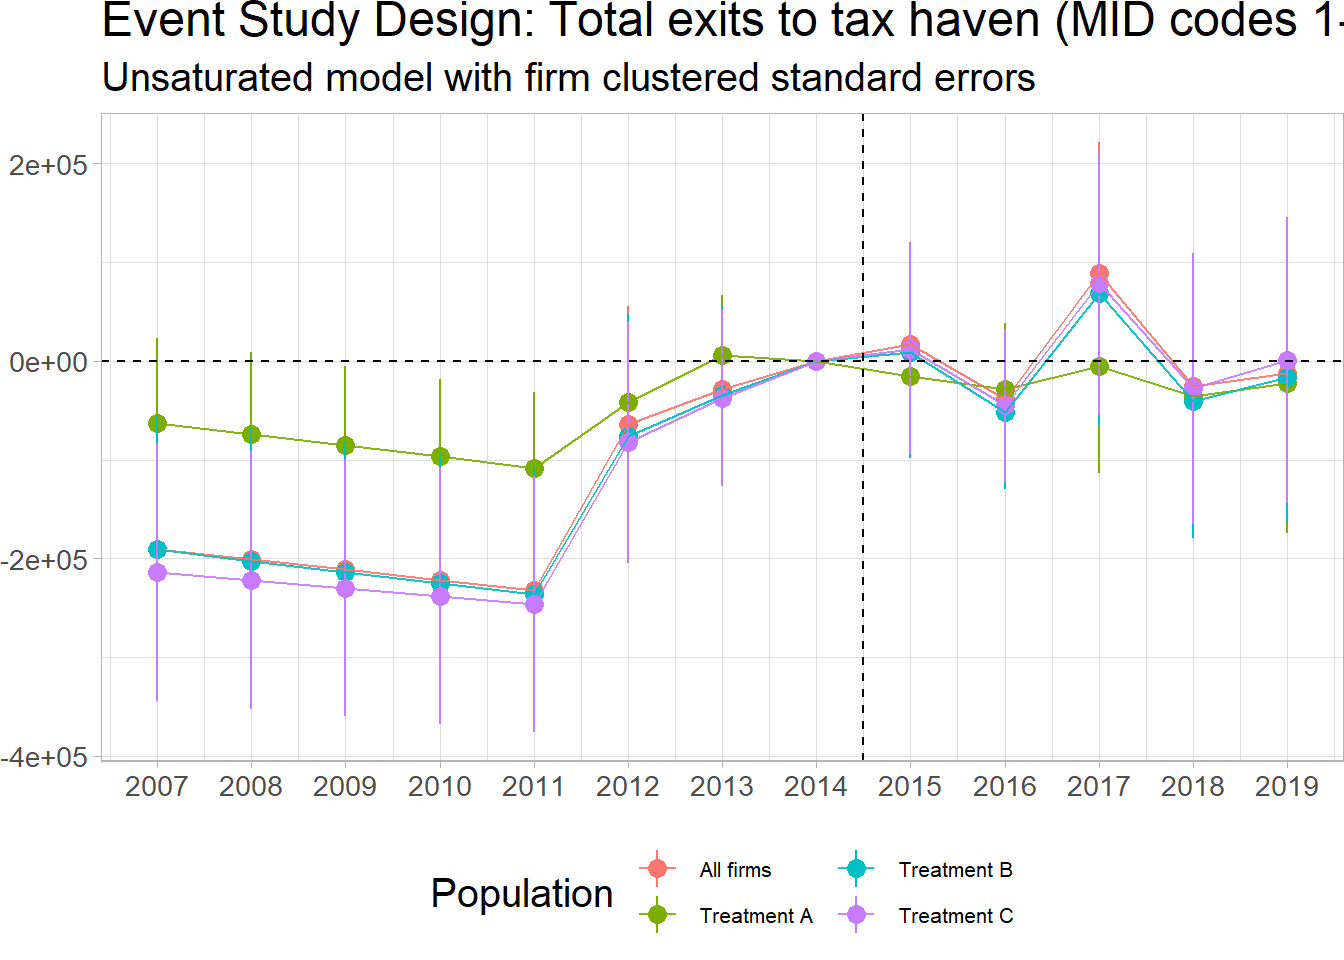 Event Study Design: Total exits to tax haven (MID codes 1-
Unsaturated model with firm clustered standard errors
2e+05
0e+00
-2e+05
-4e+05
2007 2008 2009 2010 2011 2012 2013 2014 2015 2016 2017 2018 2019
Population
All firms
Treatment B
Treatment A
Treatment C